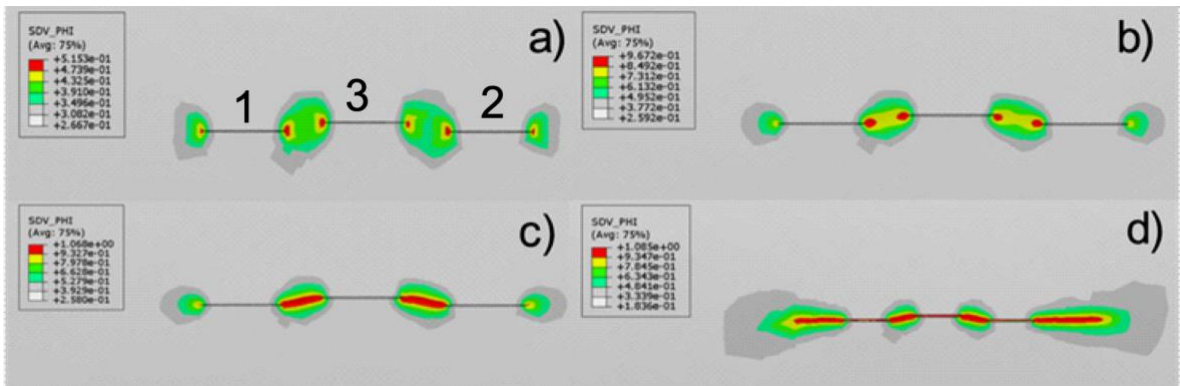 SDV_PHI
(Avg: 75%)
+5.153e-01
+4.739e-01
+4.325e-01
+3.910e-01
+3.496e-01
+3.082e-01
+2.667e-01
a)
1
3
2
SDV_PHI
(Avg: 75%)
+9.672e-01
+8.492e-01
+7.312e-01
+6.132e-01
+4.952e-01
+3.772e-01
+2.592e-01
b)
SDV_PHI
(Avg: 75%)
+1.068e+00
+9.327e-01
+7.978e-01
+6.628e-01
+5.279e-01
+3.929e-01
+2.580e-01
c)
SDV_PHI
(Avg: 75%)
+1.085e+00
+9.347e-01
+7.845e-01
+6.343e-01
+4.841e-01
+3.339e-01
+1.836e-01
d)